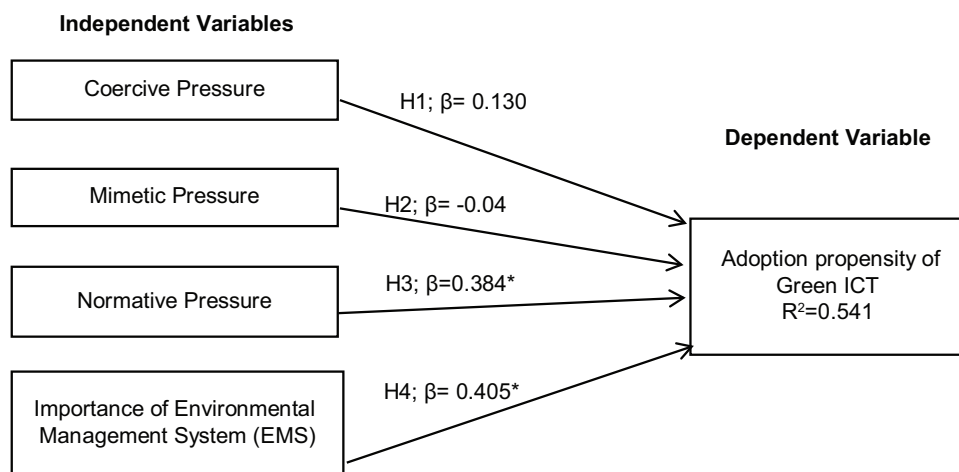 Independent Variables
Coercive Pressure
H1; β= 0.130
Dependent Variable
Mimetic Pressure
H2; β= -0.04
Adoption propensity of
Green ICT
R²=0.541
Normative Pressure
H3; β=0.384*
Importance of Environmental
Management System (EMS)
H4; β= 0.405*